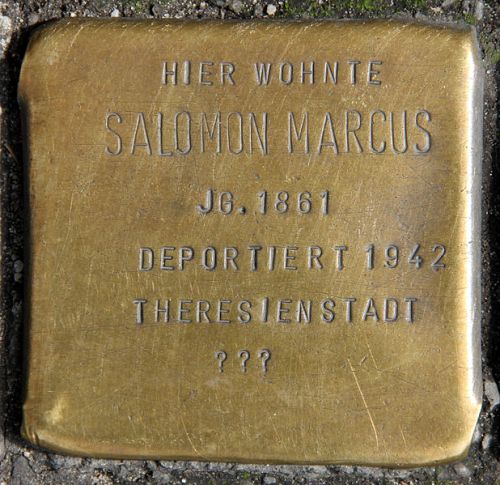 HIER WOHNTE
SALOMON MARCUS
JG. 1861
DEPORTIERT 1942
THERESIENSTADT
???